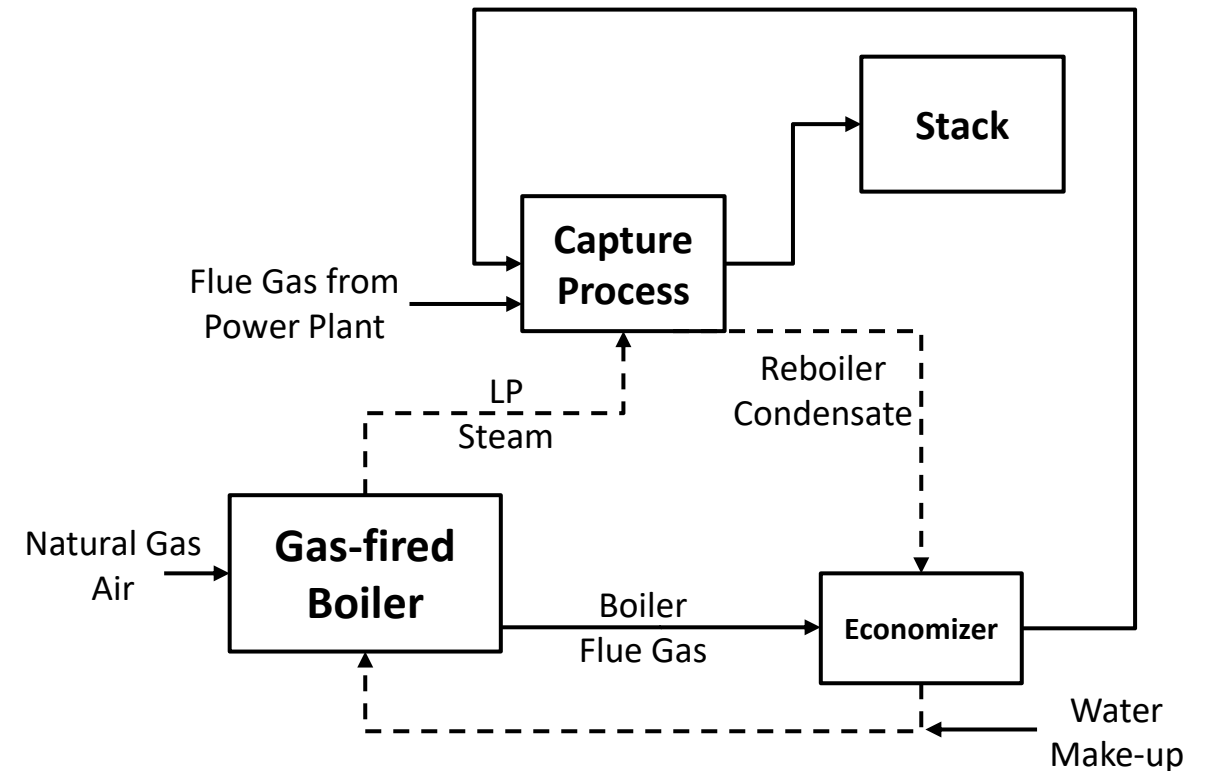 Stack
Capture
Process
Flue Gas from
Power Plant
LP
Steam
Reboiler
Condensate
Natural Gas
Air
Gas-fired
Boiler
Boiler
Flue Gas
Economizer
Water
Make-up